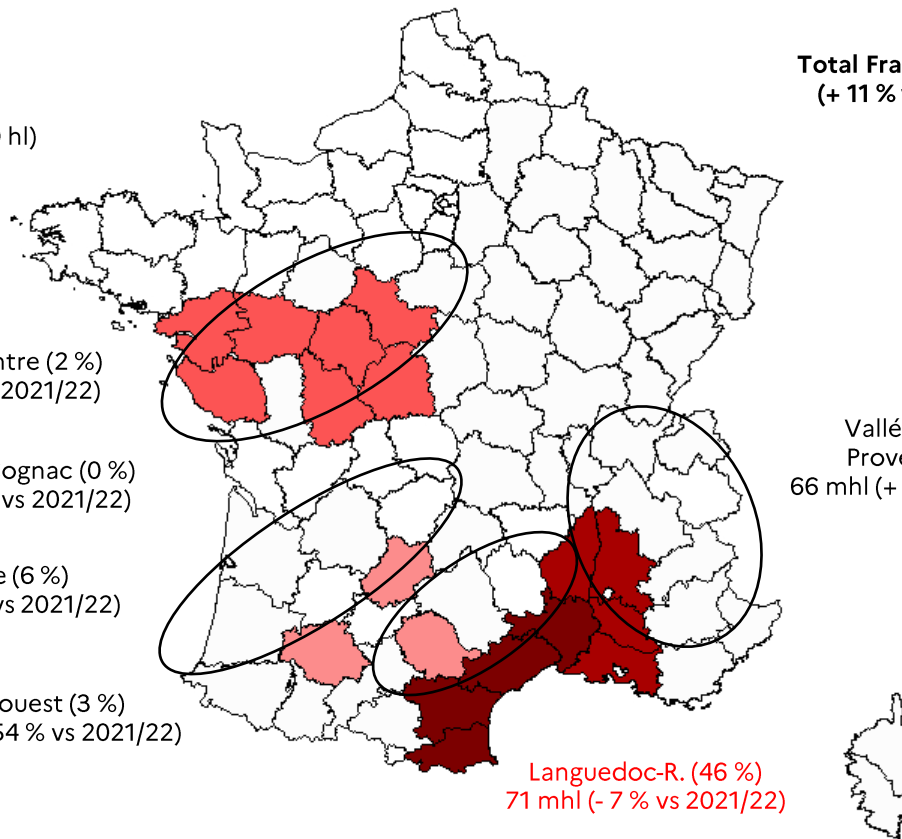 Total Fra
(+ 11 %
hl)
ntre (2 %)
2021/22)
ognac (0 %)
vs 2021/22)
e (6 %)
vs 2021/22)
ouest (3 %)
54 % vs 2021/22)
Vallé
Prove
66 mhl (+
Languedoc-R. (46 %)
71 mhl (- 7 % vs 2021/22)